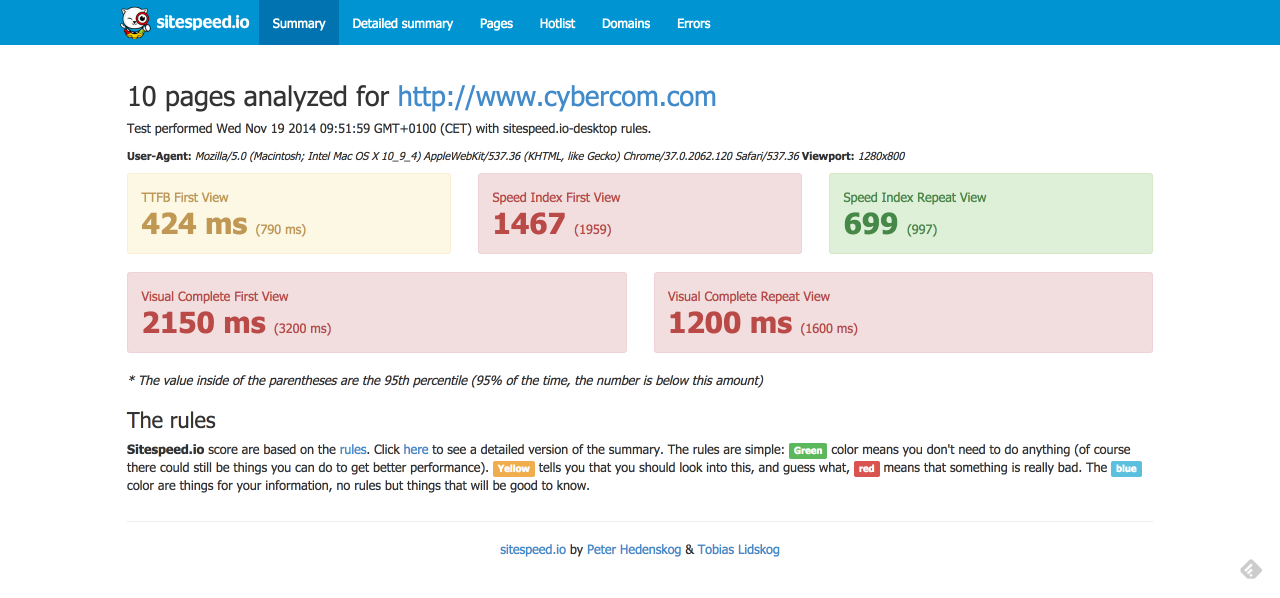 sitespeed.io Summary Detailed summary Pages Hotlist Domains Errors
10 pages analyzed for http://www.cybercom.com
Test performed Wed Nov 19 2014 09:51:59 GMT+0100 (CET) with sitespeed.io-desktop rules.
User-Agent: Mozilla/5.0 (Macintosh; Intel Mac OS X 10_9_4) AppleWebKit/537.36 (KHTML, like Gecko) Chrome/37.0.2062.120 Safari/537.36 Viewport: 1280x800
TTFB First View
424 ms (790 ms)
Speed Index First View
1467 (1959)
Speed Index Repeat View
699 (997)
Visual Complete First View
2150 ms (3200 ms)
Visual Complete Repeat View
1200 ms (1600 ms)
* The value inside of the parentheses are the 95th percentile (95% of the time, the number is below this amount)
The rules
Sitespeed.io score are based on the rules. Click here to see a detailed version of the summary. The rules are simple: Green color means you don't need to do anything (of course
there could still be things you can do to get better performance). Yellow tells you that you should look into this, and guess what, red means that something is really bad. The blue
color are things for your information, no rules but things that will be good to know.
sitespeed.io by Peter Hedenskog & Tobias Lidskog